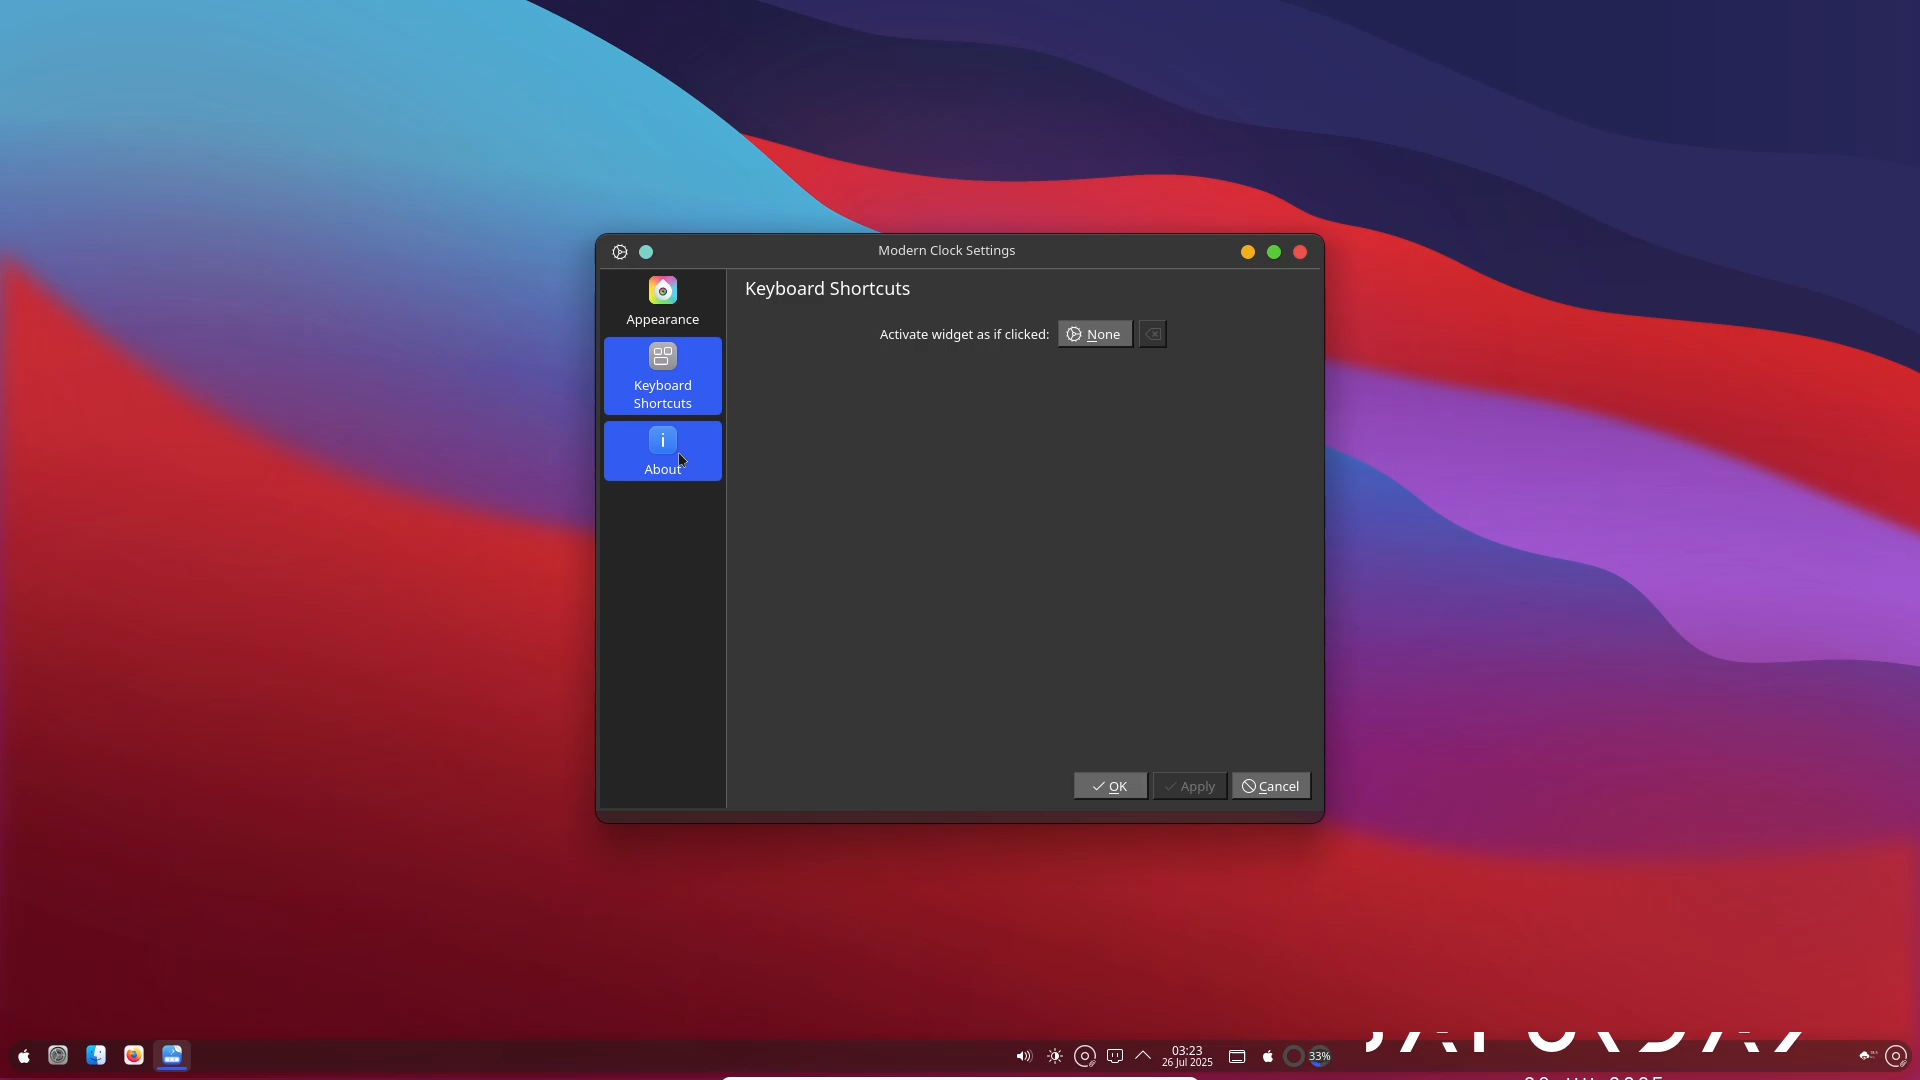 Modern Clock Settings
Appearance
Keyboard
Shortcuts
About
Keyboard Shortcuts
Activate widget as if clicked: None
OK Apply Cancel
03:23
26 Jul 2025
33%